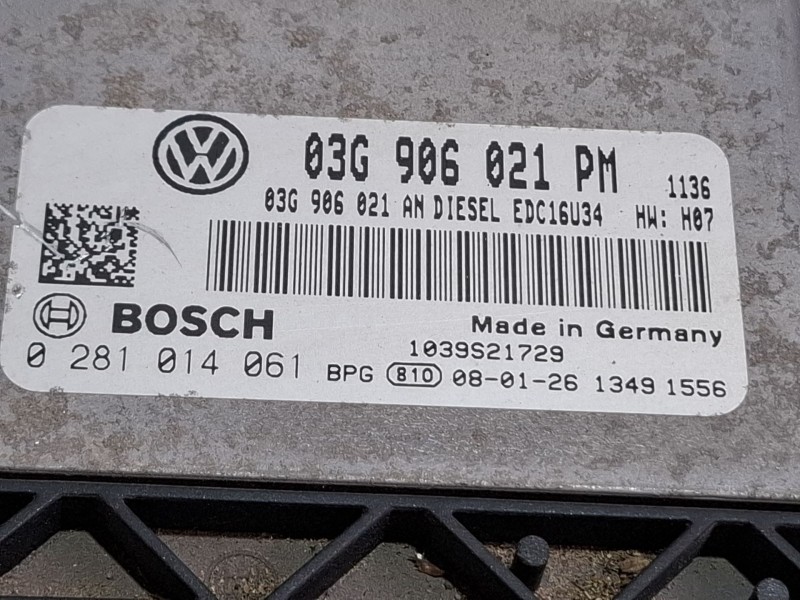 03G 906 021 PM 1136
03G 906 021 AN DIESEL EDC16U34 HW: H07
BOSCH
Made in Germany
1039S21729
0 281 014 061 BPG 810 08-01-26 1349 1556